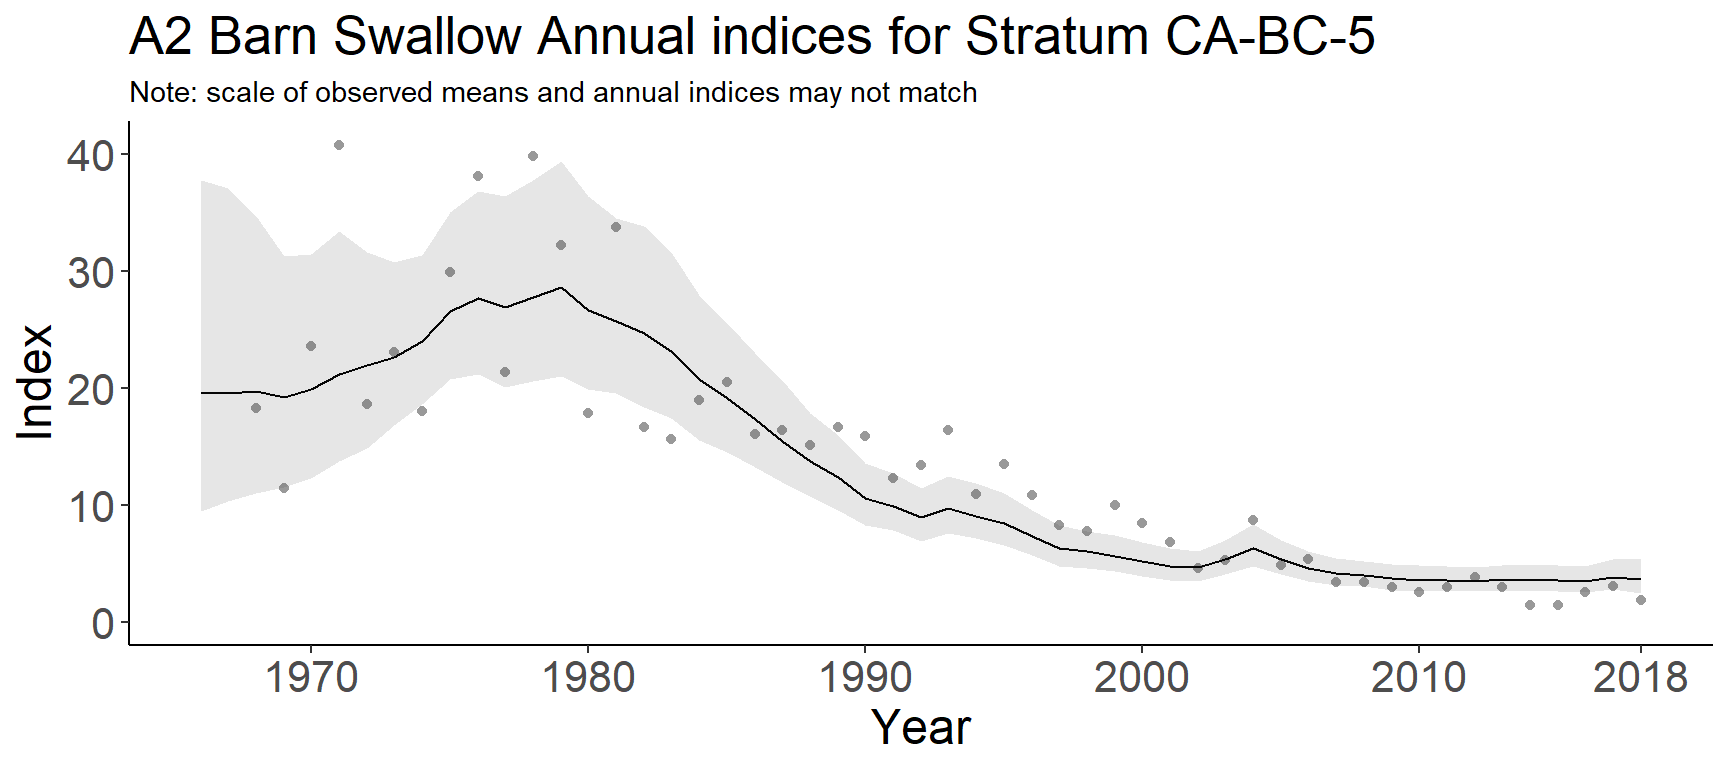 A2 Barn Swallow Annual indices for Stratum CA-BC-5
Note: scale of observed means and annual indices may not match
40
30
20
10
0
Index
1970 1980 1990 2000 2010 2018
Year